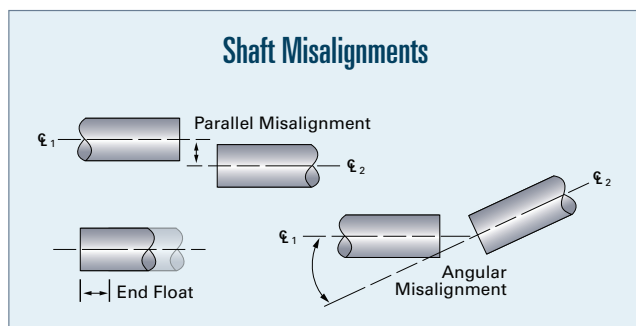 Shaft Misalignments
℄ 1
Parallel Misalignment
℄ 2
End Float
℄ 1
℄ 2
Angular
Misalignment